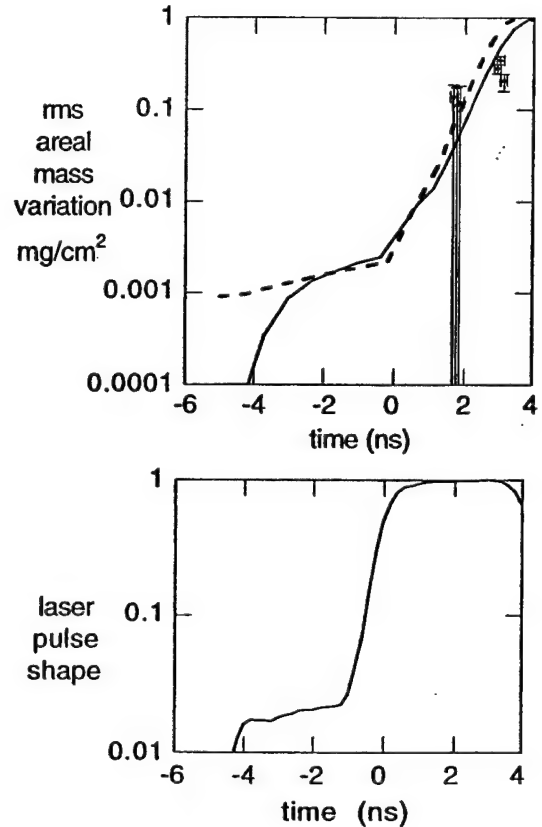 1
0.1
0.01
0.001
0.0001
rms
areal
mass
variation
mg/cm²
-6 -4 -2 0 2 4
time (ns)
1
0.1
0.01
laser
pulse
shape
-6 -4 -2 0 2 4
time (ns)